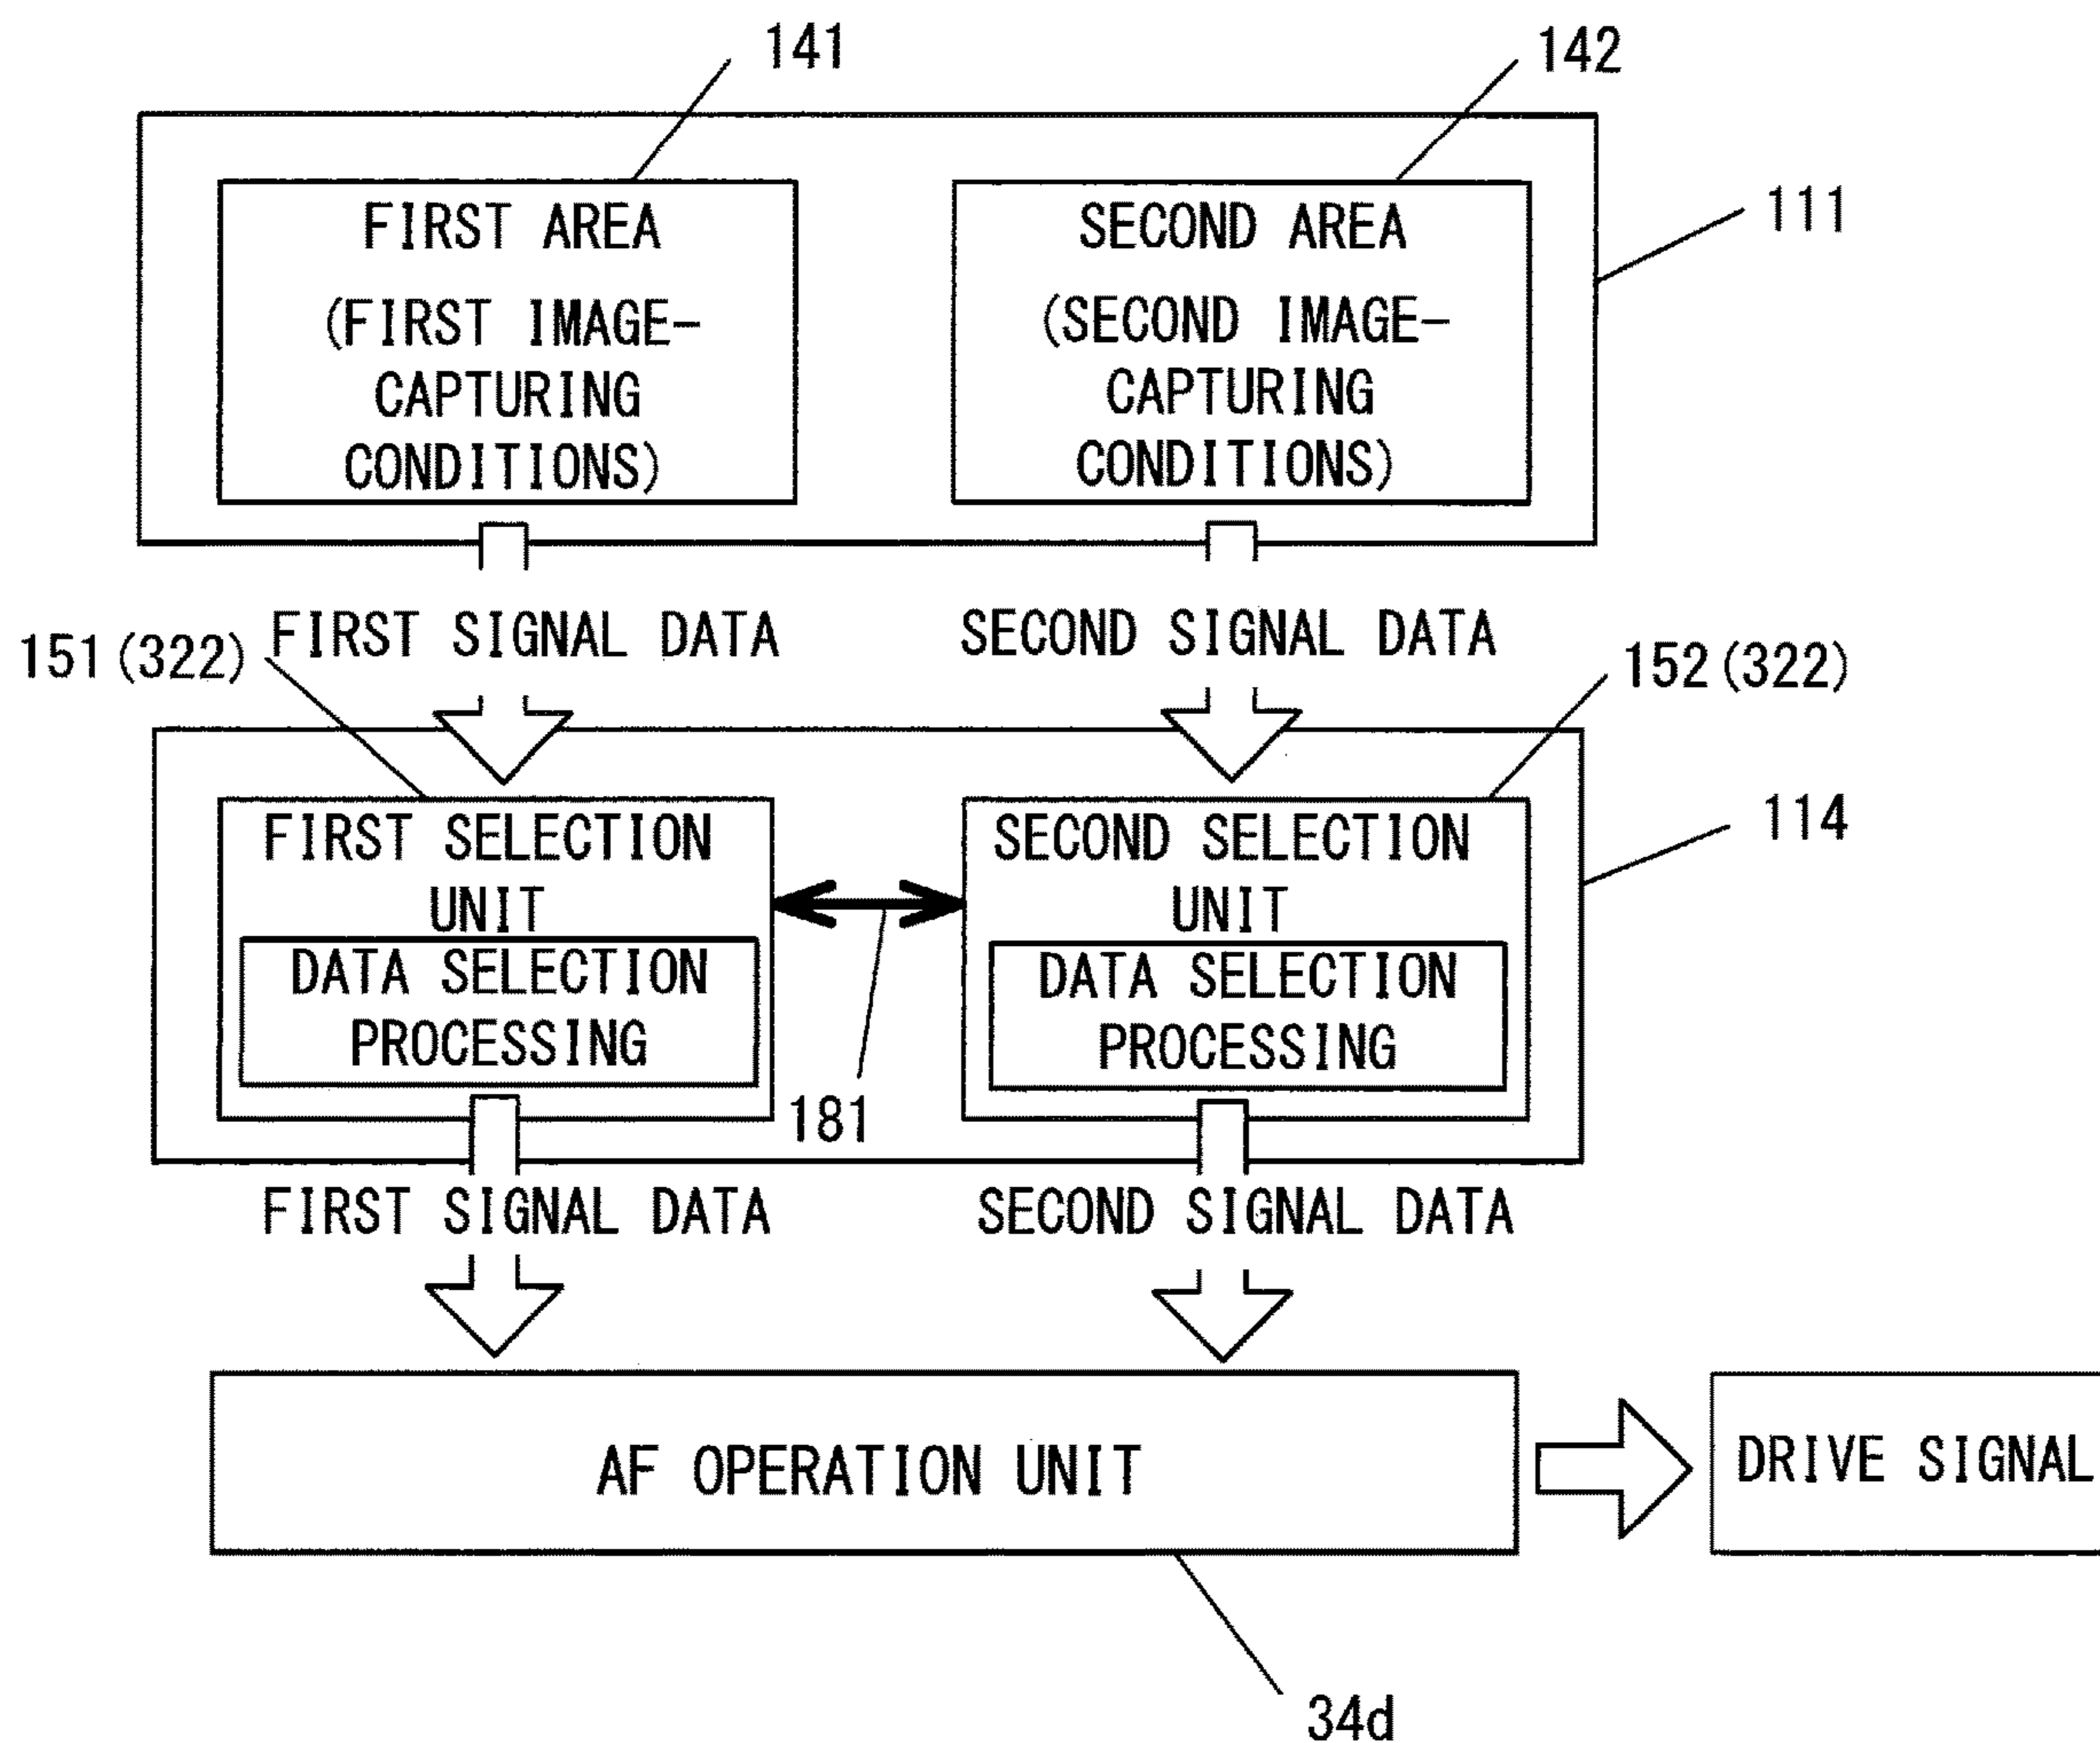 141
142
111
FIRST AREA
(FIRST IMAGE-
CAPTURING
CONDITIONS)
SECOND AREA
(SECOND IMAGE-
CAPTURING
CONDITIONS)
FIRST SIGNAL DATA
SECOND SIGNAL DATA
151(322)
152(322)
114
FIRST SELECTION
UNIT
DATA SELECTION
PROCESSING
SECOND SELECTION
UNIT
DATA SELECTION
PROCESSING
181
FIRST SIGNAL DATA
SECOND SIGNAL DATA
AF OPERATION UNIT
DRIVE SIGNAL
34d